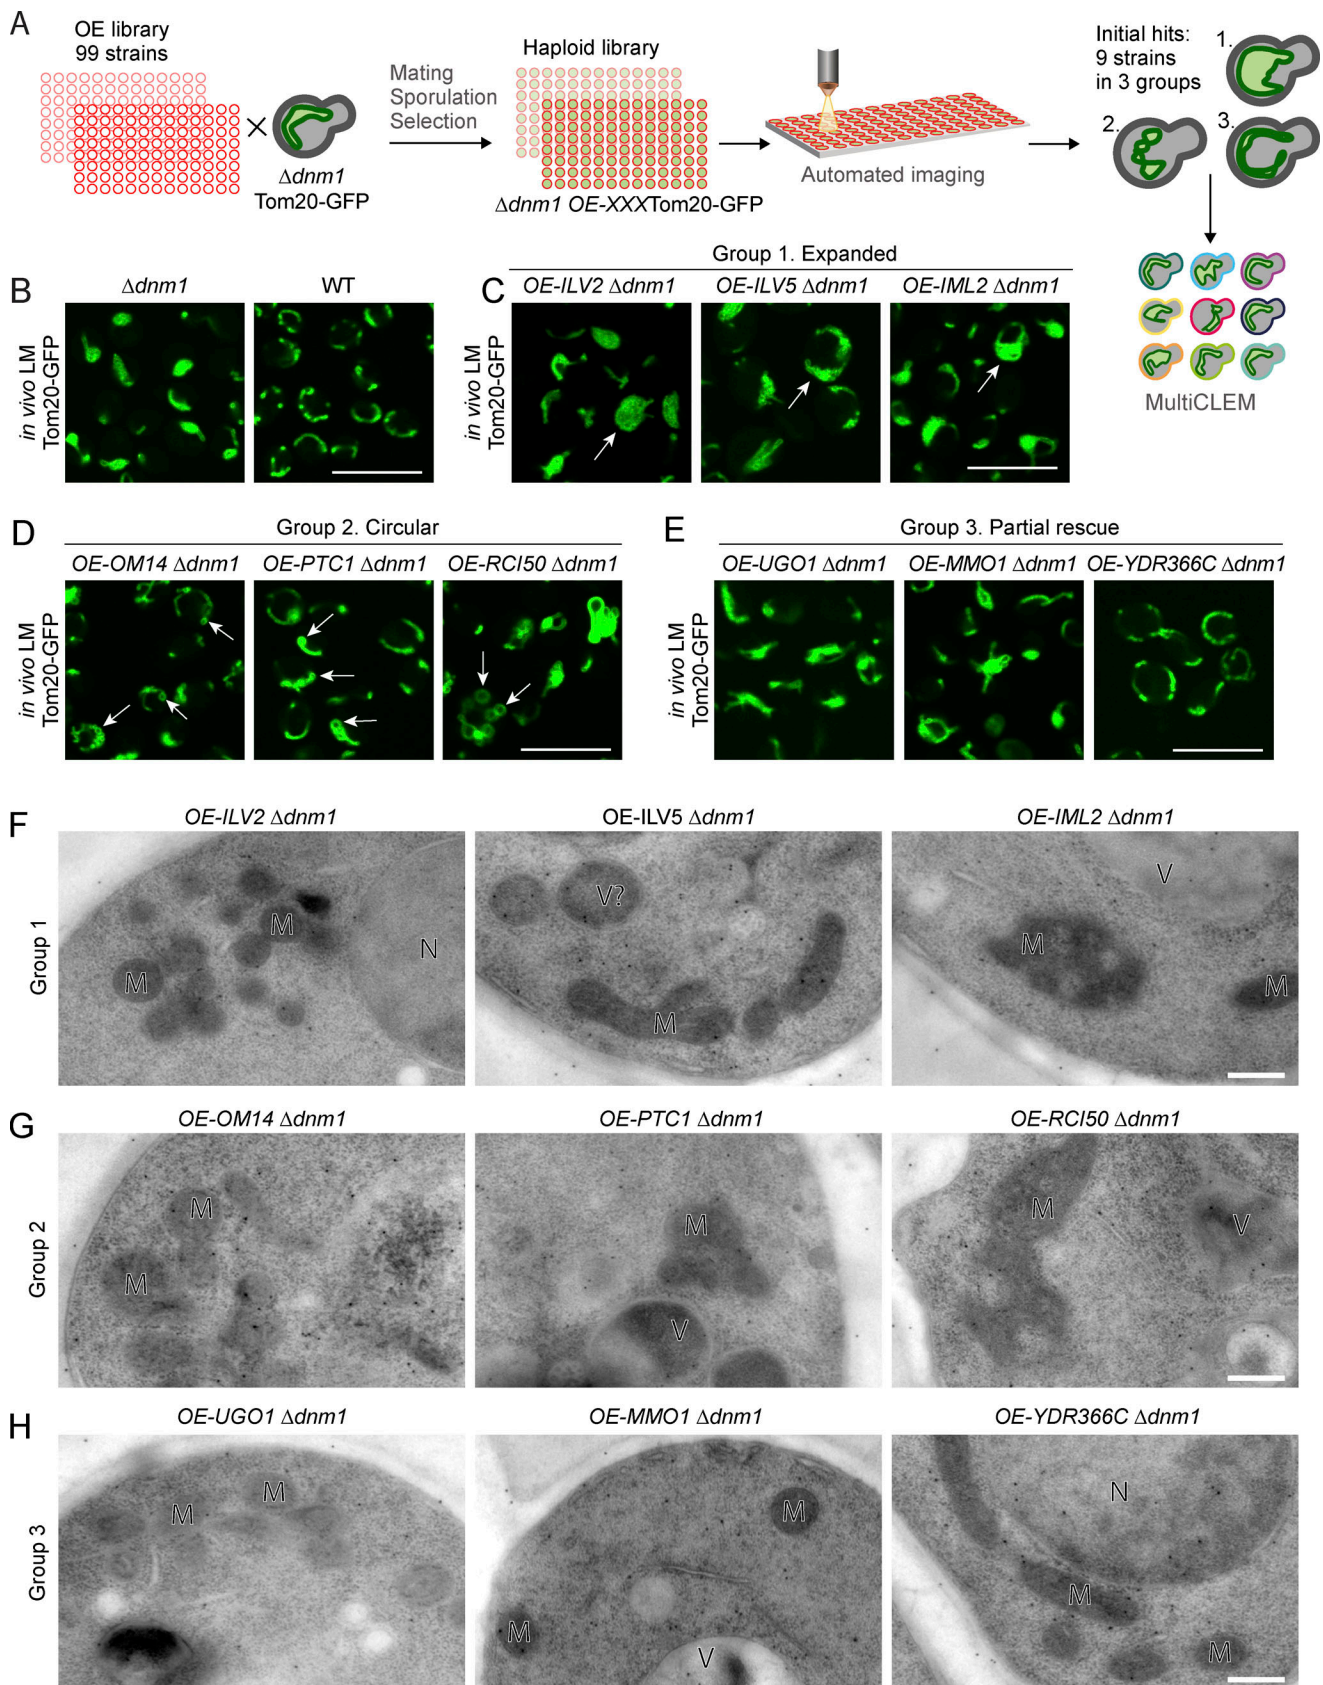 A
OE library
99 strains
×
Δdnm1
Tom20-GFP
Mating
Sporulation
Selection
Haploid library
Δdnm1 OE-XXXTom20-GFP
Automated imaging
Initial hits:
9 strains
in 3 groups
1.
2.
3.
MultiCLEM
B
Δdnm1
WT
in vivo LM
Tom20-GFP
C
Group 1. Expanded
OE-ILV2 Δdnm1
OE-ILV5 Δdnm1
OE-IML2 Δdnm1
in vivo LM
Tom20-GFP
D
Group 2. Circular
OE-OM14 Δdnm1
OE-PTC1 Δdnm1
OE-RCI50 Δdnm1
in vivo LM
Tom20-GFP
E
Group 3. Partial rescue
OE-UGO1 Δdnm1
OE-MMO1 Δdnm1
OE-YDR366C Δdnm1
in vivo LM
Tom20-GFP
F
OE-ILV2 Δdnm1
OE-ILV5 Δdnm1
OE-IML2 Δdnm1
Group 1
M
M
N
V?
M
V
M
M
G
OE-OM14 Δdnm1
OE-PTC1 Δdnm1
OE-RCI50 Δdnm1
Group 2
M
M
M
V
M
V
H
OE-UGO1 Δdnm1
OE-MMO1 Δdnm1
OE-YDR366C Δdnm1
Group 3
M
M
M
M
V
N
M
M